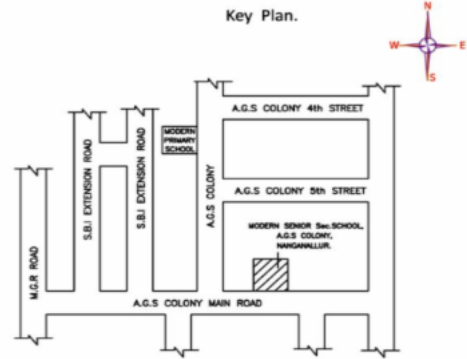 Key Plan.
N
W
E
S
A.G.S COLONY 4th STREET
MODERN
PRIMARY
SCHOOL
S.B.I EXTENSION ROAD
S.B.I EXTENSION ROAD
A.G.S COLONY
A.G.S COLONY 5th STREET
MODERN SENIOR Sec.SCHOOL,
A.G.S COLONY,
NANGANALLUR.
M.G.R ROAD
A.G.S COLONY MAIN ROAD